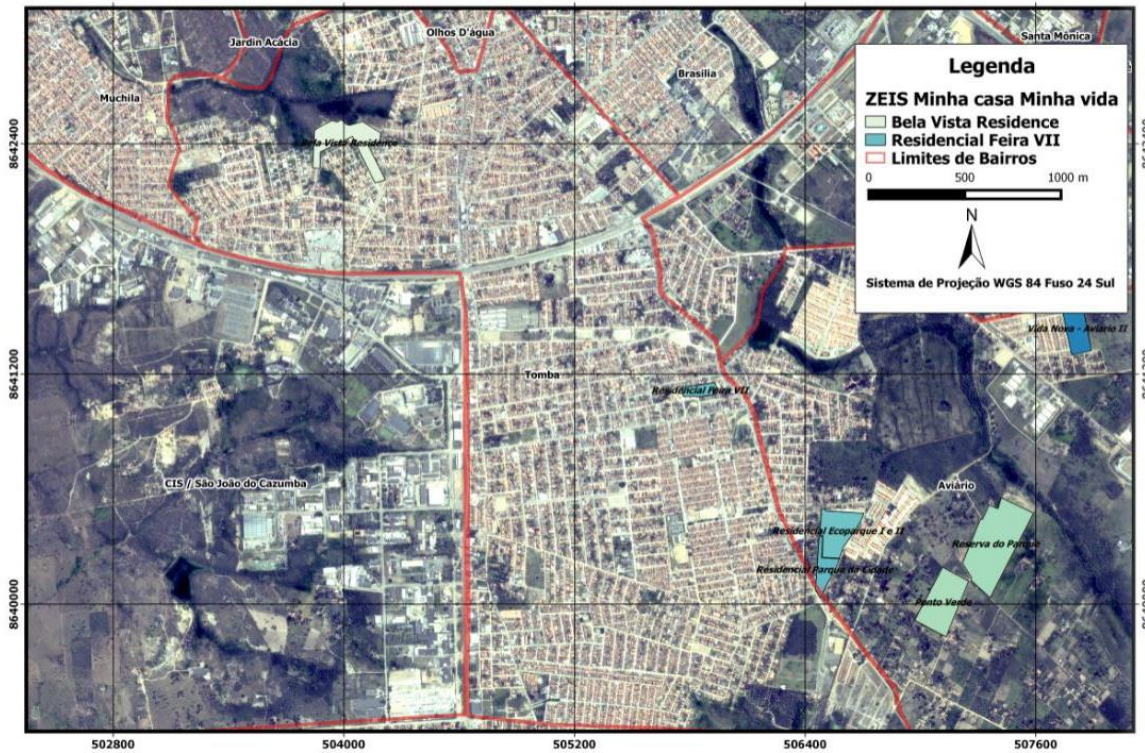 Jardin Acácia
Olhos D'água
Santa Mônica
Brasilia
Muchila
Legenda
ZEIS Minha casa Minha vida
Bela Vista Residence
Residencial Feira VII
Limites de Bairros
0 500 1000 m
N
Sistema de Projeção WGS 84 Fuso 24 Sul
8642400
Bela Vista Residence
Vida Nova - Aviario II
8641200
Tomba
Residencial Feira VII
CIS / São João do Cazumba
Aviário
Residencial Ecoparque I e II
Reserva do Parque
Residencial Parque da Cidade
Ponto Verde
8640000
8640000
502800 504000 505200 506400 507600